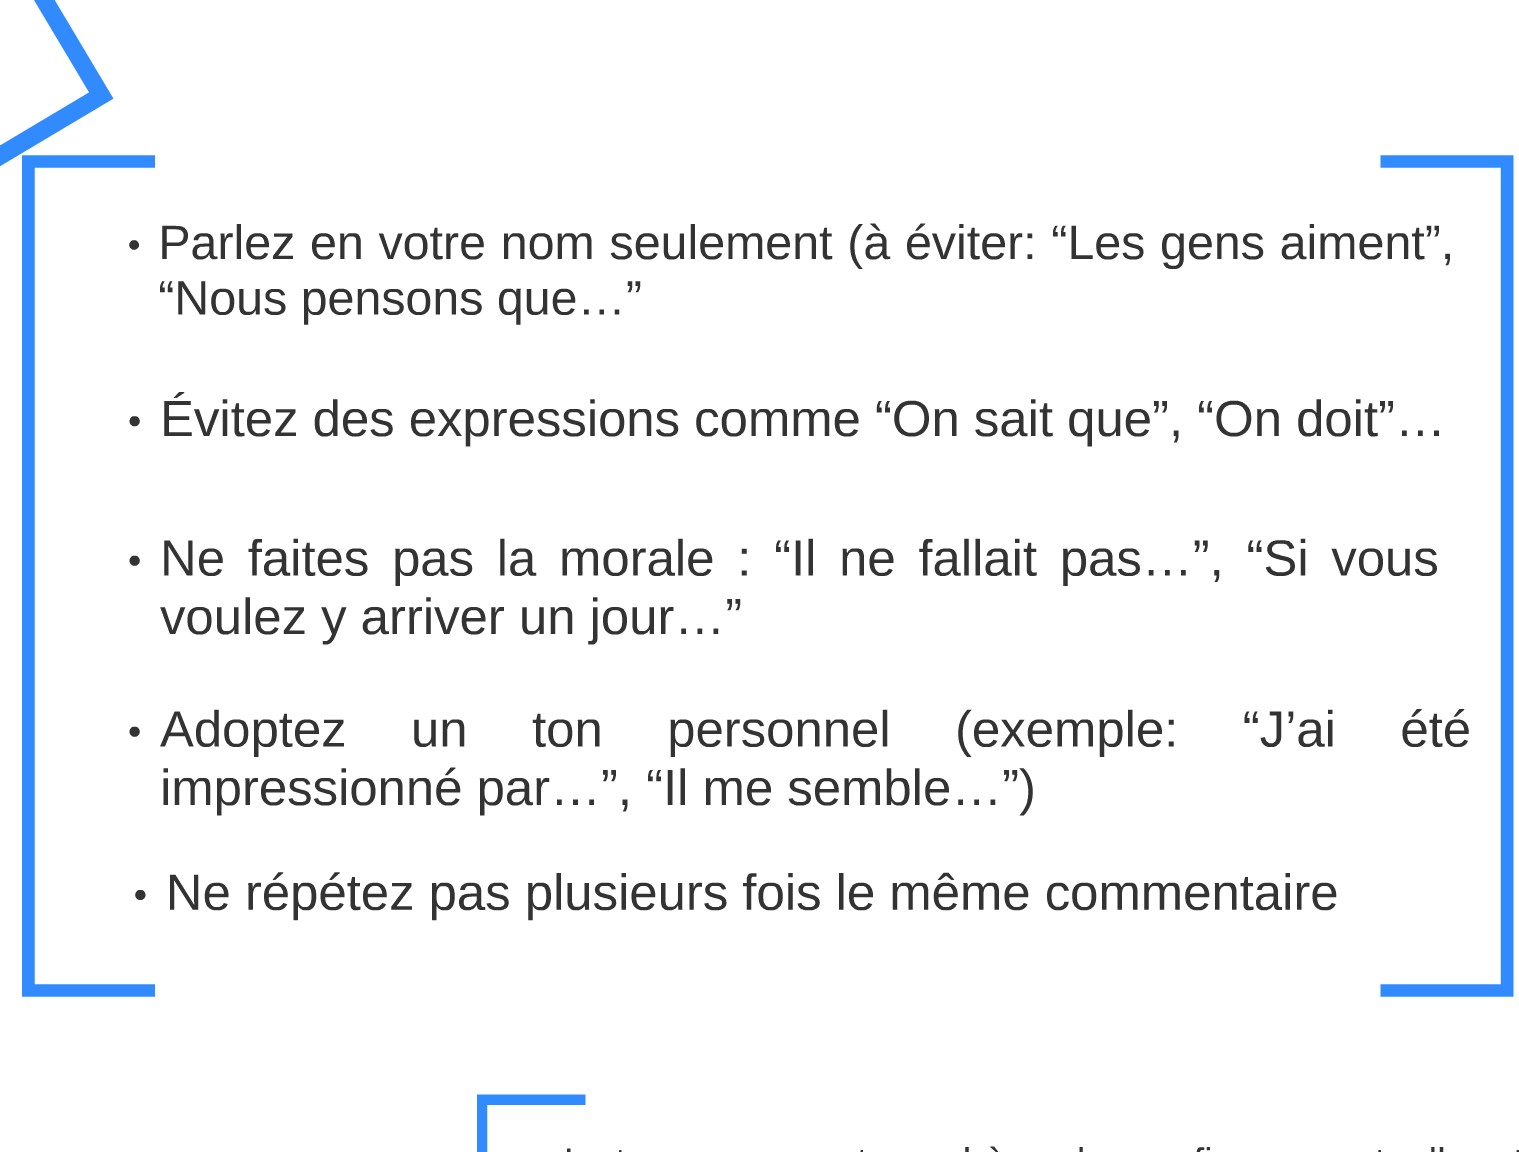 • Parlez en votre nom seulement (à éviter: “Les gens aiment”,
“Nous pensons que…”
• Évitez des expressions comme “On sait que”, “On doit”…
• Ne faites pas la morale : “Il ne fallait pas…”, “Si vous
voulez y arriver un jour…”
• Adoptez un ton personnel (exemple: “J’ai été
impressionné par…”, “Il me semble…”)
• Ne répétez pas plusieurs fois le même commentaire